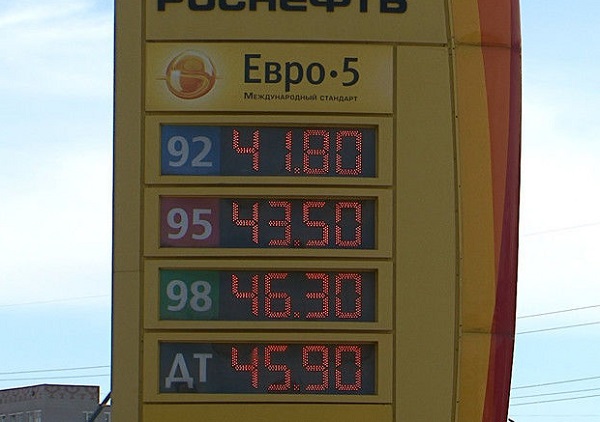 РОСНЕФТЬ
Евро•5
Международный стандарт
92 41.80
95 43.50
98 46.30
ДТ 45.90